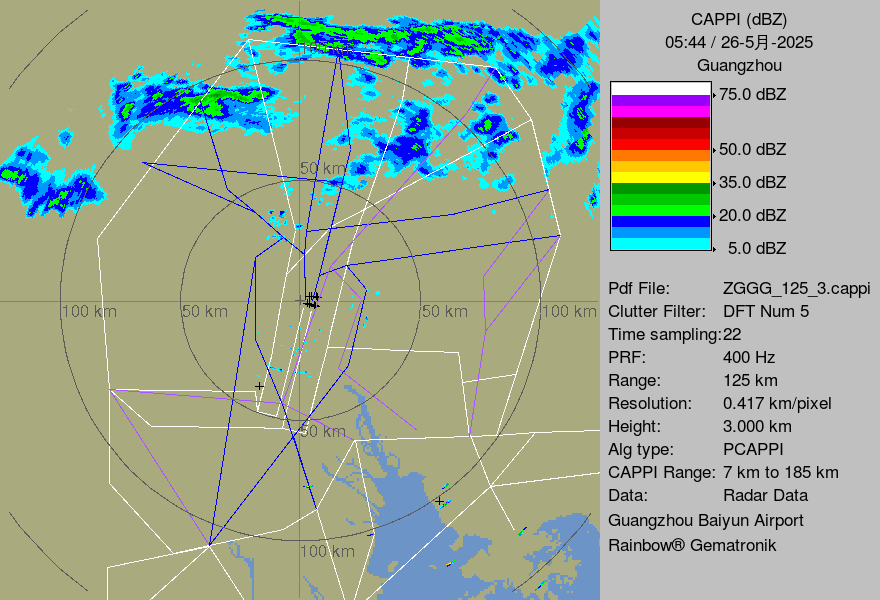 CAPPI (dBZ)
05:44 / 26-5月-2025
Guangzhou
75.0 dBZ
50.0 dBZ
35.0 dBZ
20.0 dBZ
5.0 dBZ
100 km
50 km
100 km
50 km
50 km
100 km
50 km
100 km
Pdf File: ZGGG_125_3.cappi
Clutter Filter: DFT Num 5
Time sampling:22
PRF: 400 Hz
Range: 125 km
Resolution: 0.417 km/pixel
Height: 3.000 km
Alg type: PCAPPI
CAPPI Range: 7 km to 185 km
Data: Radar Data
Guangzhou Baiyun Airport
Rainbow® Gematronik